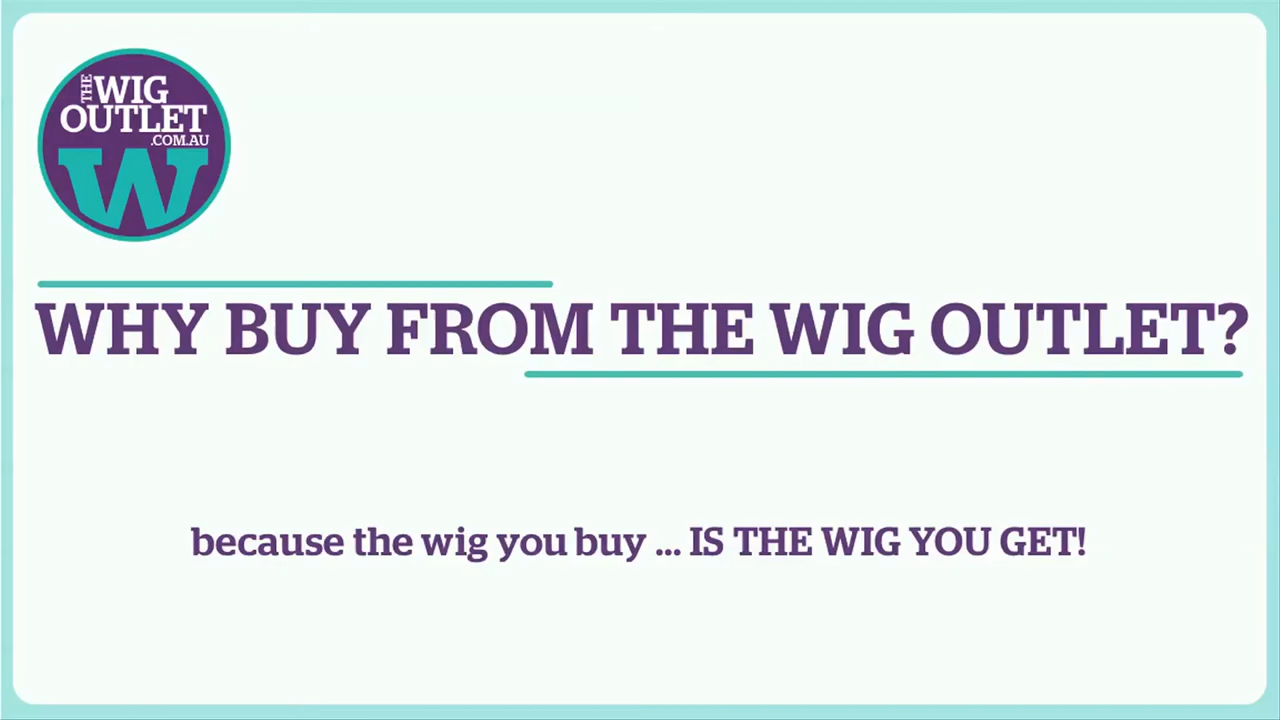 THE WIG
OUTLET
.COM.AU
W
WHY BUY FROM THE WIG OUTLET?
because the wig you buy ... IS THE WIG YOU GET!